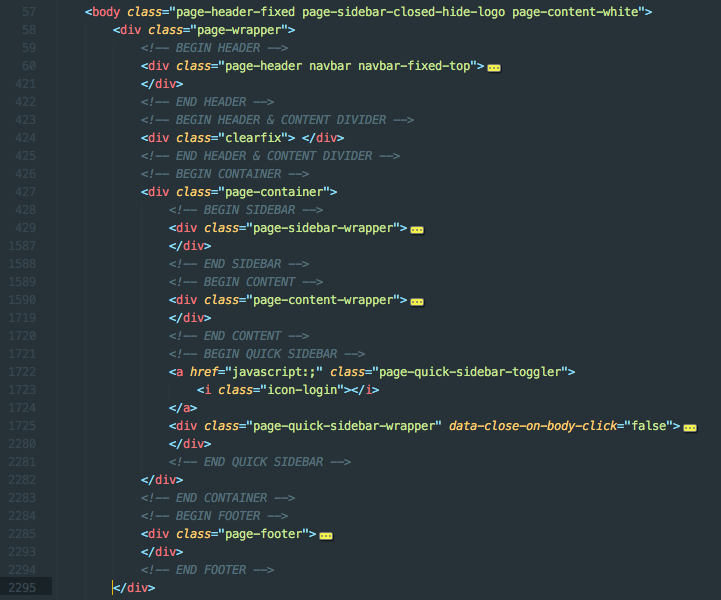 57 <body class="page-header-fixed page-sidebar-closed-hide-logo page-content-white">
58 <div class="page-wrapper">
59 <!-- BEGIN HEADER -->
60 <div class="page-header navbar navbar-fixed-top">
421 </div>
422 <!-- END HEADER -->
423 <!-- BEGIN HEADER & CONTENT DIVIDER -->
424 <div class="clearfix"> </div>
425 <!-- END HEADER & CONTENT DIVIDER -->
426 <!-- BEGIN CONTAINER -->
427 <div class="page-container">
428 <!-- BEGIN SIDEBAR -->
429 <div class="page-sidebar-wrapper">
1587 </div>
1588 <!-- END SIDEBAR -->
1589 <!-- BEGIN CONTENT -->
1590 <div class="page-content-wrapper">
1719 </div>
1720 <!-- END CONTENT -->
1721 <!-- BEGIN QUICK SIDEBAR -->
1722 <a href="javascript:;" class="page-quick-sidebar-toggler">
1723 <i class="icon-login"></i>
1724 </a>
1725 <div class="page-quick-sidebar-wrapper" data-close-on-body-click="false">
2280 </div>
2281 <!-- END QUICK SIDEBAR -->
2282 </div>
2283 <!-- END CONTAINER -->
2284 <!-- BEGIN FOOTER -->
2285 <div class="page-footer">
2293 </div>
2294 <!-- END FOOTER -->
2295 </div>